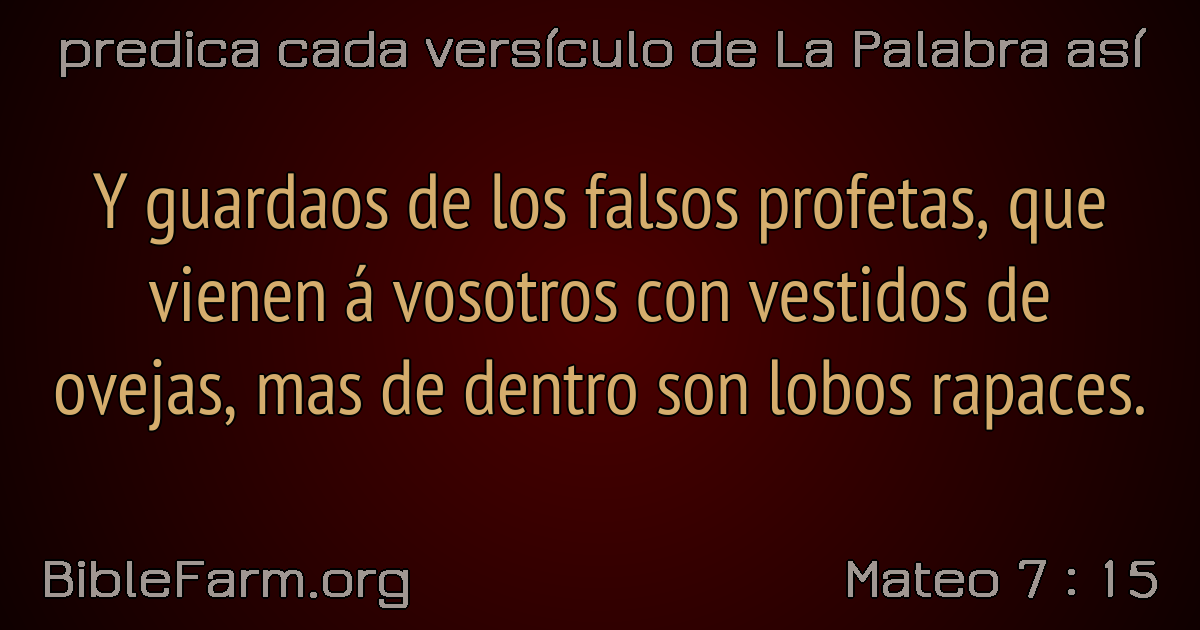 predica cada versículo de La Palabra así
Y guardaos de los falsos profetas, que
vienen á vosotros con vestidos de
ovejas, mas de dentro son lobos rapaces.
BibleFarm.org
Mateo 7 : 15